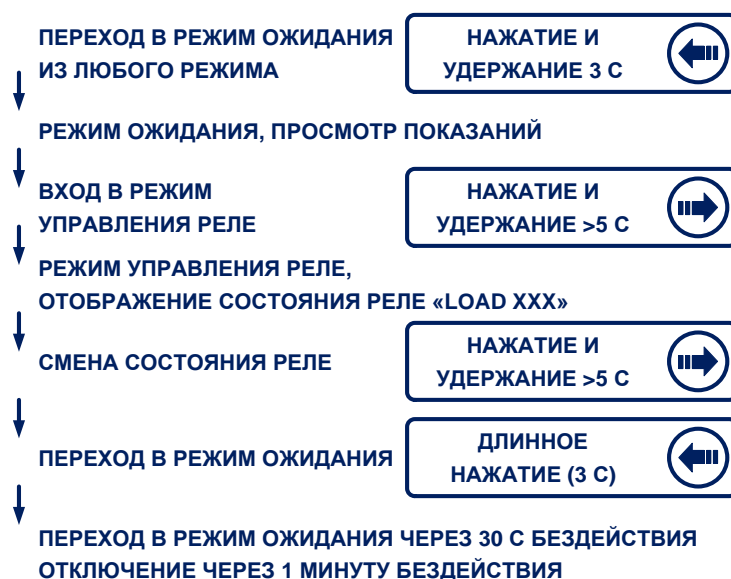 ПЕРЕХОД В РЕЖИМ ОЖИДАНИЯ
ИЗ ЛЮБОГО РЕЖИМА
НАЖАТИЕ И
УДЕРЖАНИЕ 3 С
РЕЖИМ ОЖИДАНИЯ, ПРОСМОТР ПОКАЗАНИЙ
ВХОД В РЕЖИМ
УПРАВЛЕНИЯ РЕЛЕ
НАЖАТИЕ И
УДЕРЖАНИЕ >5 С
РЕЖИМ УПРАВЛЕНИЯ РЕЛЕ,
ОТОБРАЖЕНИЕ СОСТОЯНИЯ РЕЛЕ «LOAD XXX»
СМЕНА СОСТОЯНИЯ РЕЛЕ
НАЖАТИЕ И
УДЕРЖАНИЕ >5 С
ПЕРЕХОД В РЕЖИМ ОЖИДАНИЯ
ДЛИННОЕ
НАЖАТИЕ (3 С)
ПЕРЕХОД В РЕЖИМ ОЖИДАНИЯ ЧЕРЕЗ 30 С БЕЗДЕЙСТВИЯ
ОТКЛЮЧЕНИЕ ЧЕРЕЗ 1 МИНУТУ БЕЗДЕЙСТВИЯ